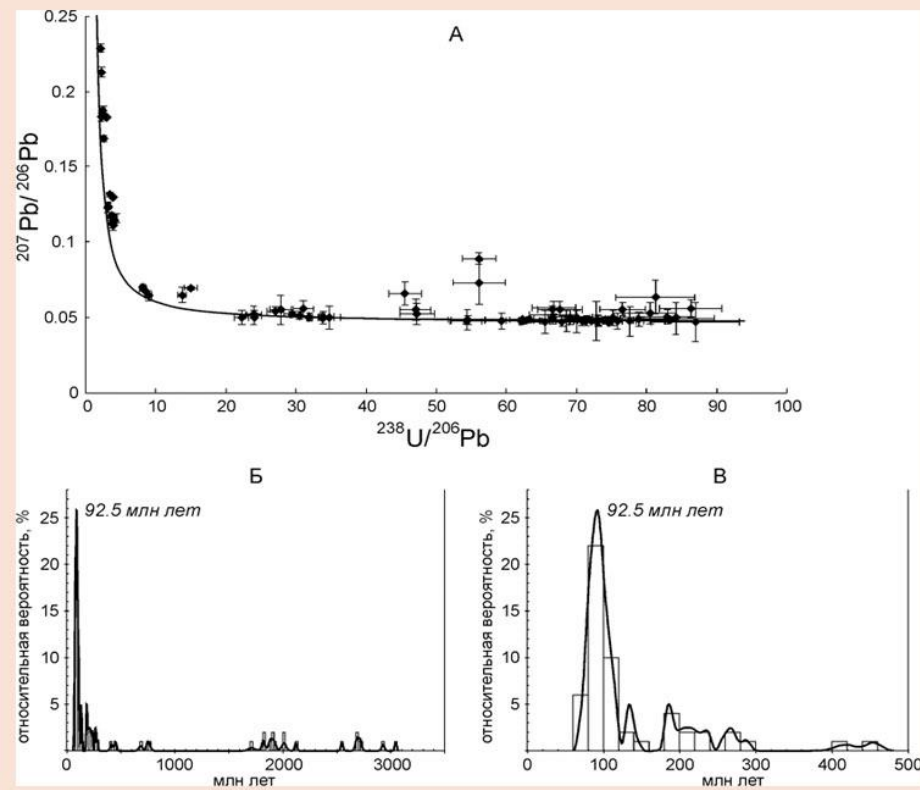 А
0.25
0.2
0.15
0.1
0.05
0
²⁰⁷Pb/ ²⁰⁶Pb
0 10 20 30 40 50 60 70 80 90 100
²³⁸U/²⁰⁶Pb
Б
92.5 млн лет
относительная вероятность, %
25
20
15
10
5
0 1000 2000 3000
млн лет
В
92.5 млн лет
относительная вероятность, %
25
20
15
10
5
0 100 200 300 400 500
млн лет